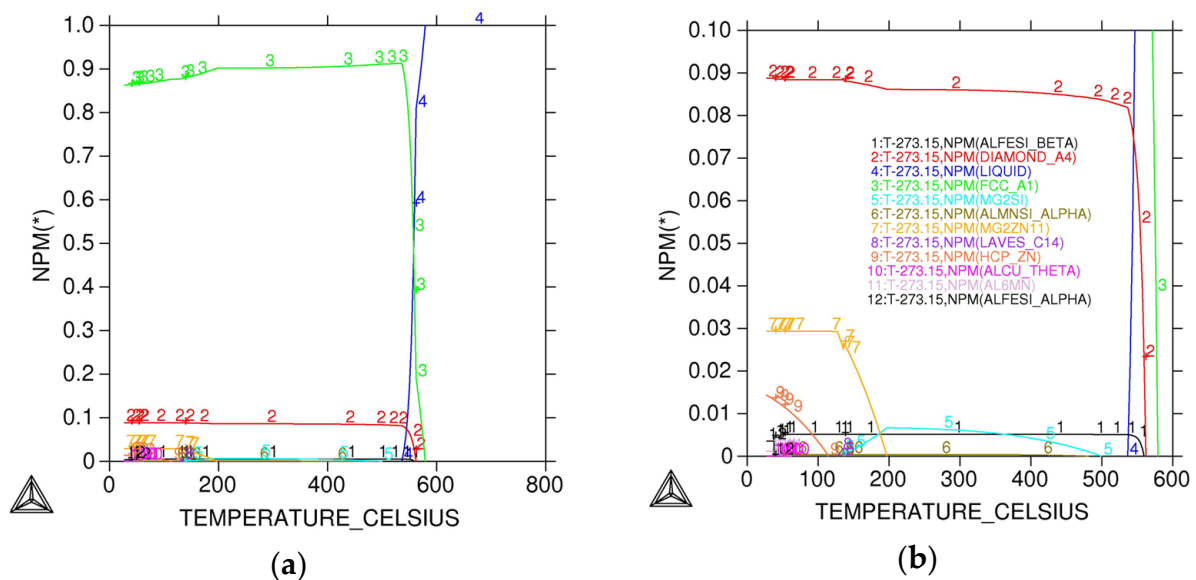 (a)
NPM(*)
1.0
0.9
0.8
0.7
0.6
0.5
0.4
0.3
0.2
0.1
0
0 200 400 600 800
TEMPERATURE_CELSIUS
(b)
NPM(*)
0.10
0.09
0.08
0.07
0.06
0.05
0.04
0.03
0.02
0.01
0
1:T-273.15,NPM(ALFESI_BETA)
2:T-273.15,NPM(DIAMOND_A4)
4:T-273.15,NPM(LIQUID)
3:T-273.15,NPM(FCC_A1)
5:T-273.15,NPM(MG2SI)
6:T-273.15,NPM(ALMNSI_ALPHA)
7:T-273.15,NPM(MG2ZN11)
8:T-273.15,NPM(LAVES_C14)
9:T-273.15,NPM(HCP_ZN)
10:T-273.15,NPM(ALCU_THETA)
11:T-273.15,NPM(AL6MN)
12:T-273.15,NPM(ALFESI_ALPHA)
0 100 200 300 400 500 600
TEMPERATURE_CELSIUS
(a)
(b)